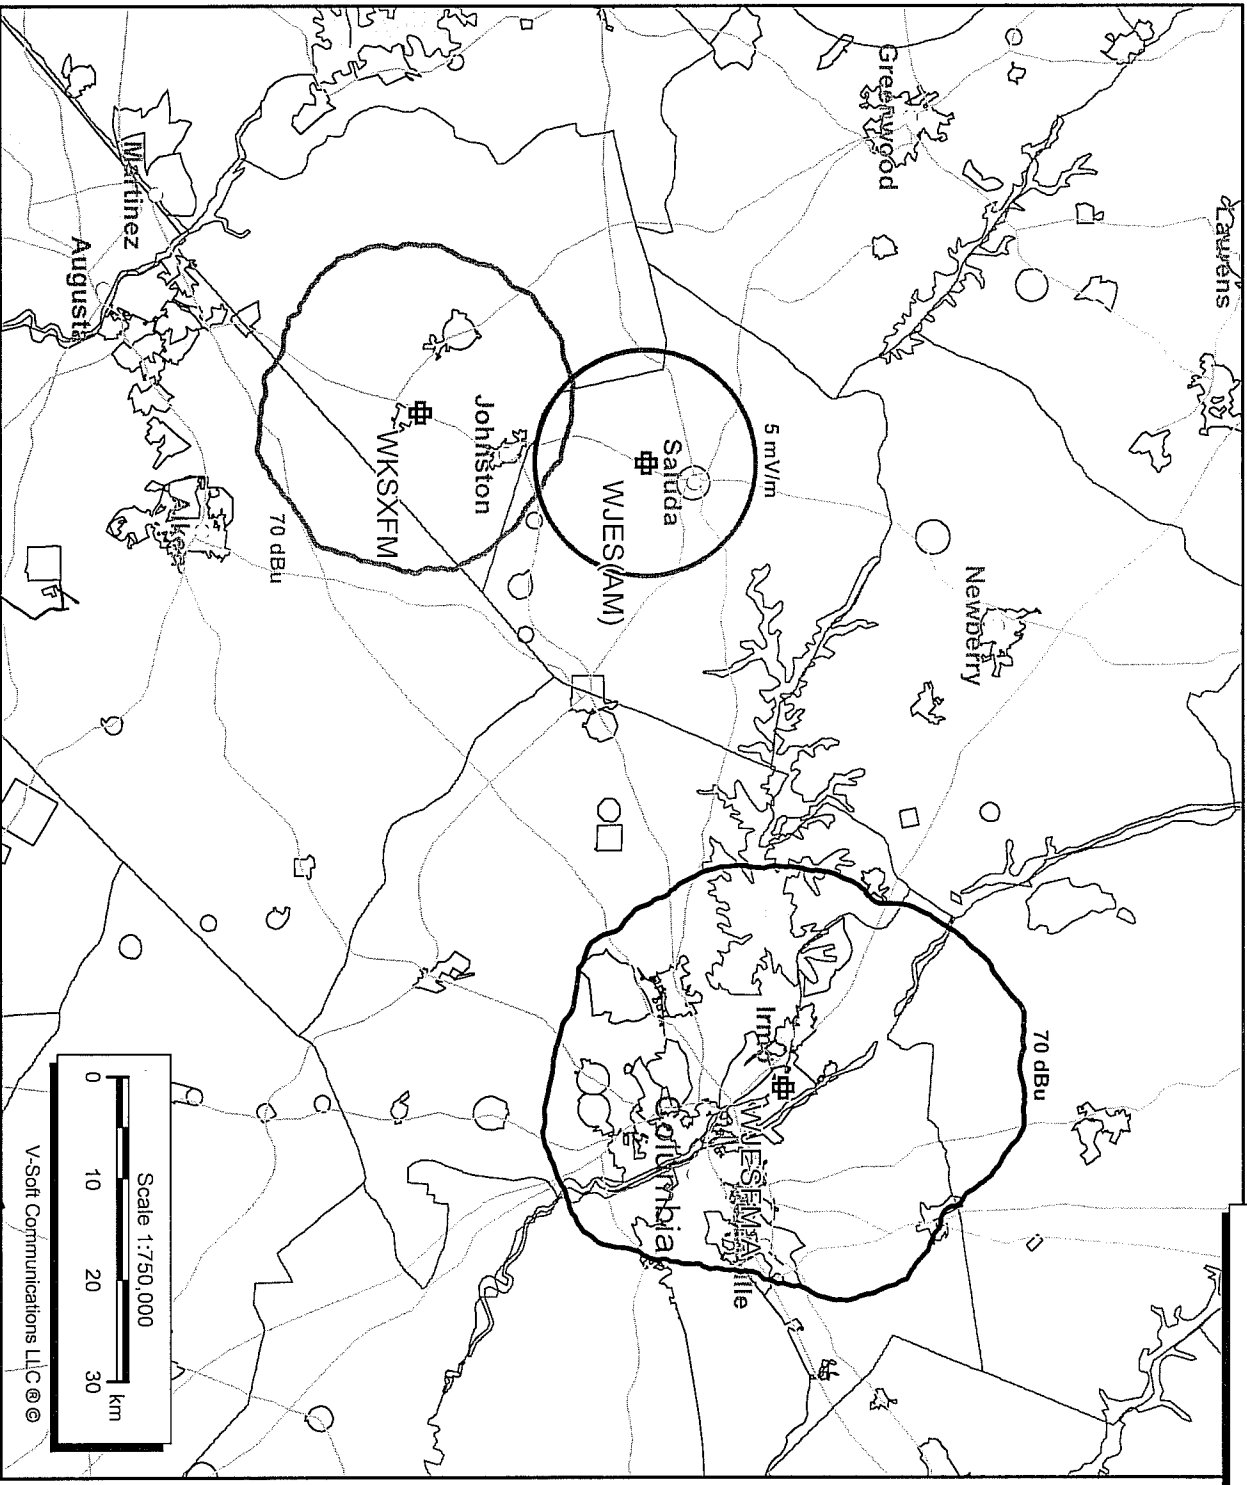 Laurens
Greenwood
Newberry
5 mV/m
Saluda
WJES(AM)
Johnston
WKSXFM
70 dBu
Martinez
Augusta
70 dBu
Irmo
WJESFM
Columbia
Scale 1:750,000
0 10 20 30 km
V-Soft Communications LLC ® ©